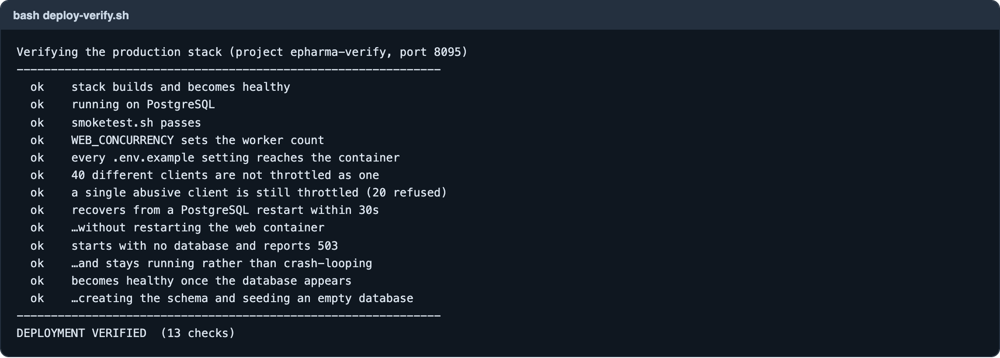 bash deploy-verify.sh
Verifying the production stack (project epharma-verify, port 8095)
--------------------------------------------------------------
ok stack builds and becomes healthy
ok running on PostgreSQL
ok smoketest.sh passes
ok WEB_CONCURRENCY sets the worker count
ok every .env.example setting reaches the container
ok 40 different clients are not throttled as one
ok a single abusive client is still throttled (20 refused)
ok recovers from a PostgreSQL restart within 30s
ok …without restarting the web container
ok starts with no database and reports 503
ok …and stays running rather than crash-looping
ok becomes healthy once the database appears
ok …creating the schema and seeding an empty database
--------------------------------------------------------------
DEPLOYMENT VERIFIED (13 checks)